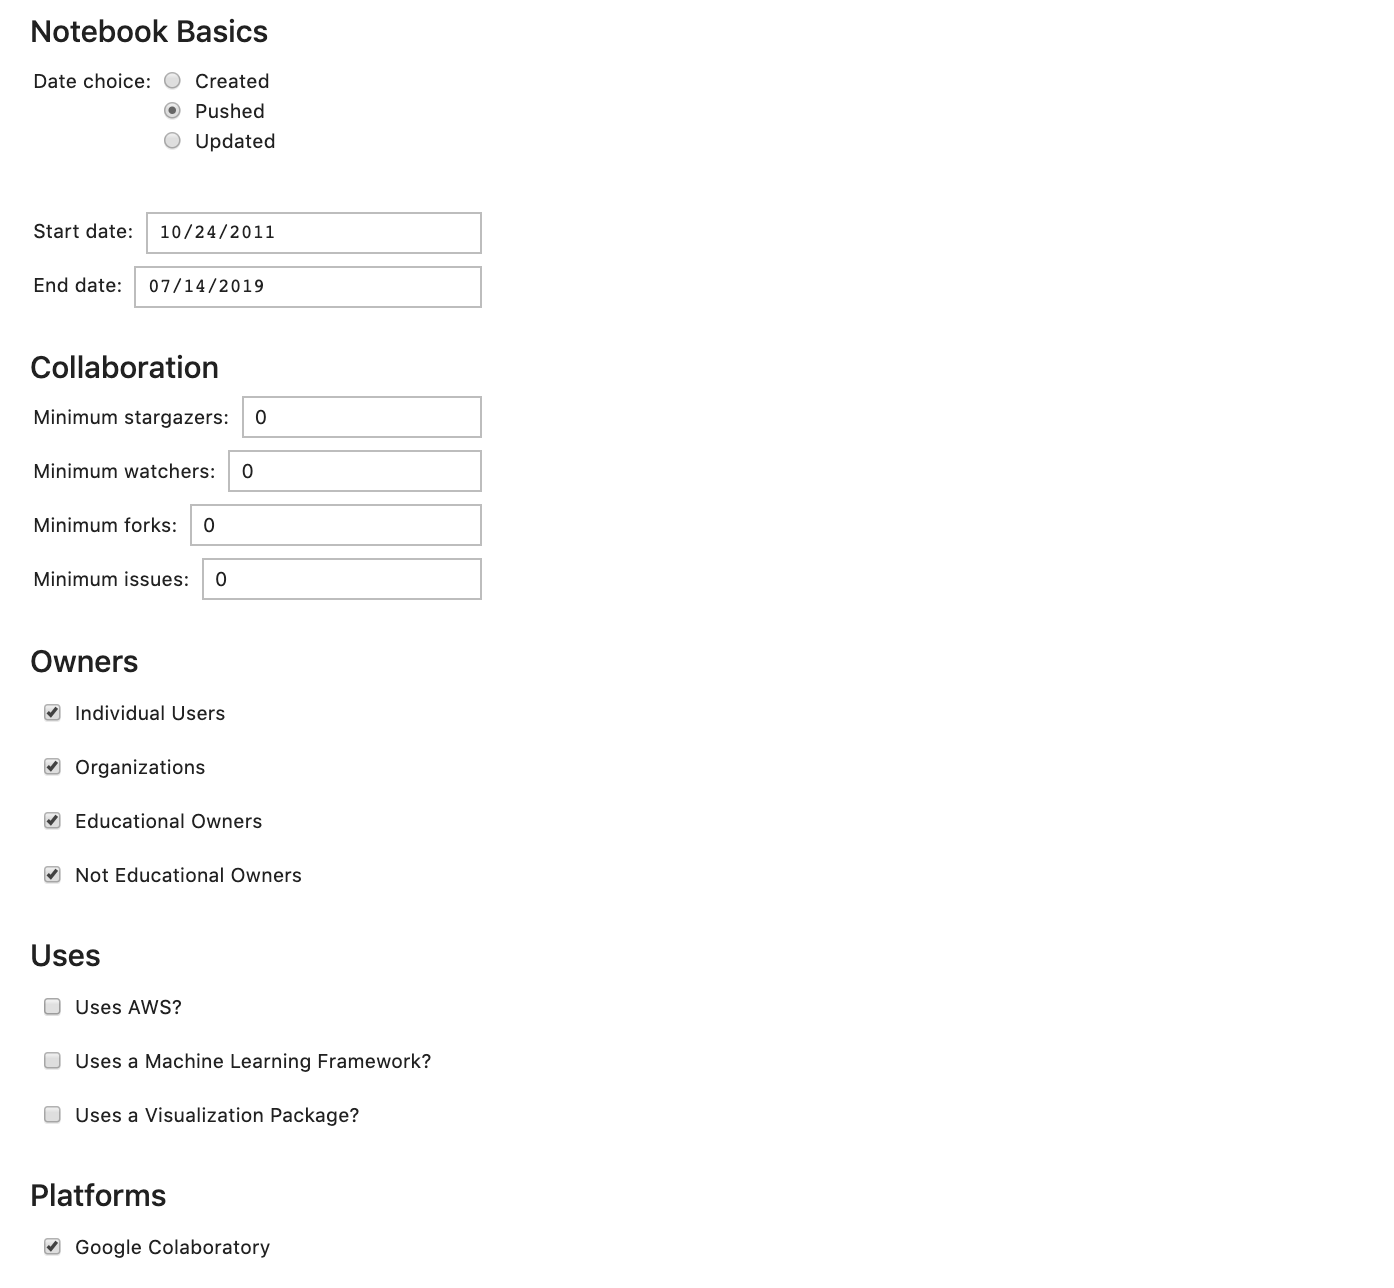 Notebook Basics
Date choice: Created
Pushed
Updated
Start date: 10/24/2011
End date: 07/14/2019
Collaboration
Minimum stargazers: 0
Minimum watchers: 0
Minimum forks: 0
Minimum issues: 0
Owners
Individual Users
Organizations
Educational Owners
Not Educational Owners
Uses
Uses AWS?
Uses a Machine Learning Framework?
Uses a Visualization Package?
Platforms
Google Colaboratory